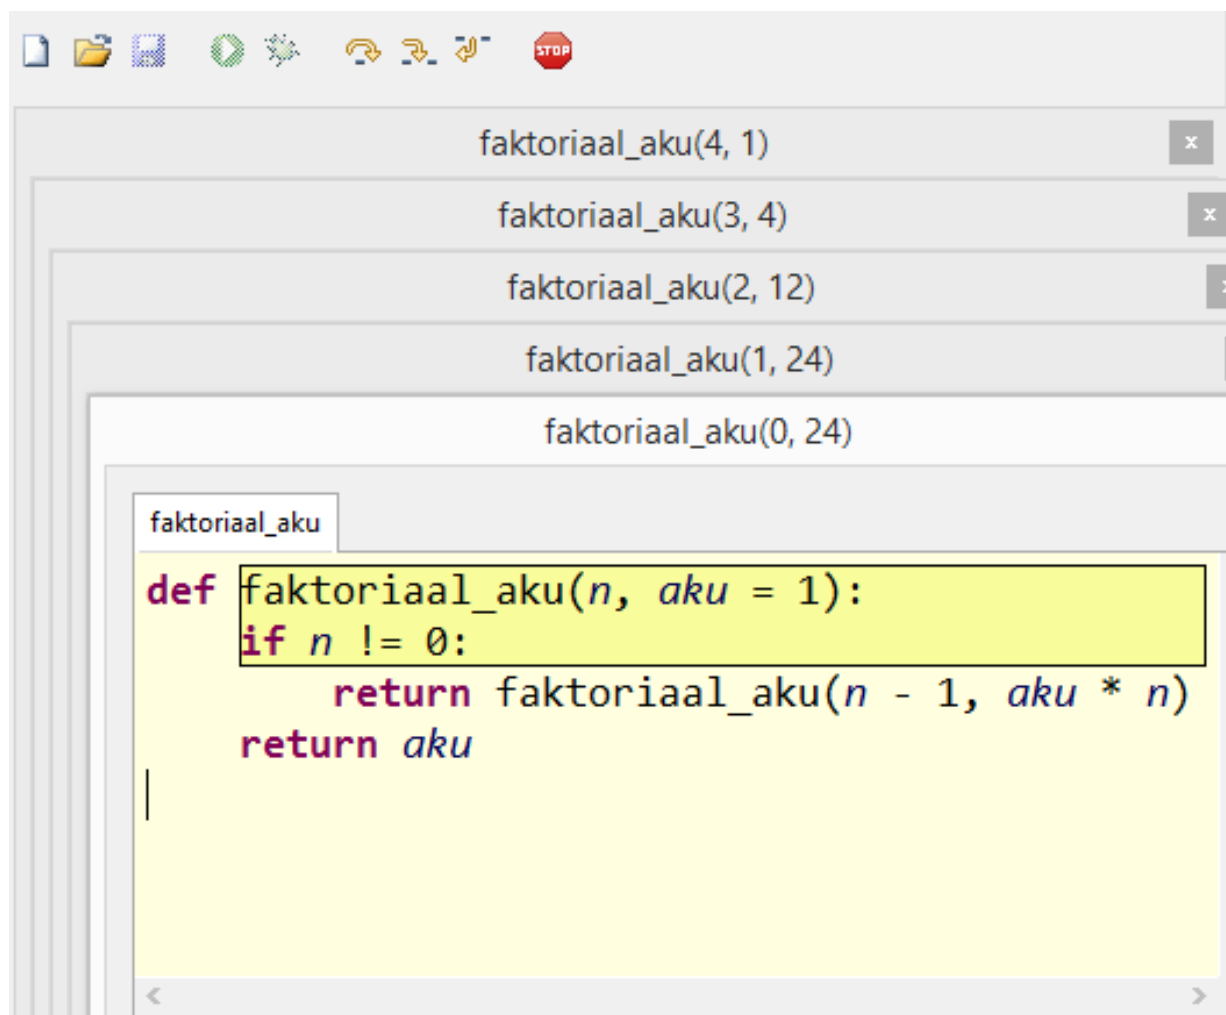 STOP
faktoriaal_aku(4, 1)
x
faktoriaal_aku(3, 4)
x
faktoriaal_aku(2, 12)
faktoriaal_aku(1, 24)
faktoriaal_aku(0, 24)
faktoriaal_aku
def faktoriaal_aku(n, aku = 1):
    if n != 0:
        return faktoriaal_aku(n - 1, aku * n)
    return aku